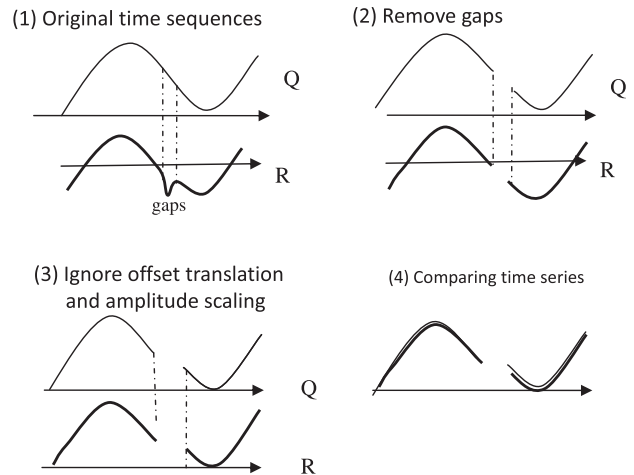 (1) Original time sequences
Q
R
gaps
(2) Remove gaps
Q
R
(3) Ignore offset translation
and amplitude scaling
Q
R
(4) Comparing time series